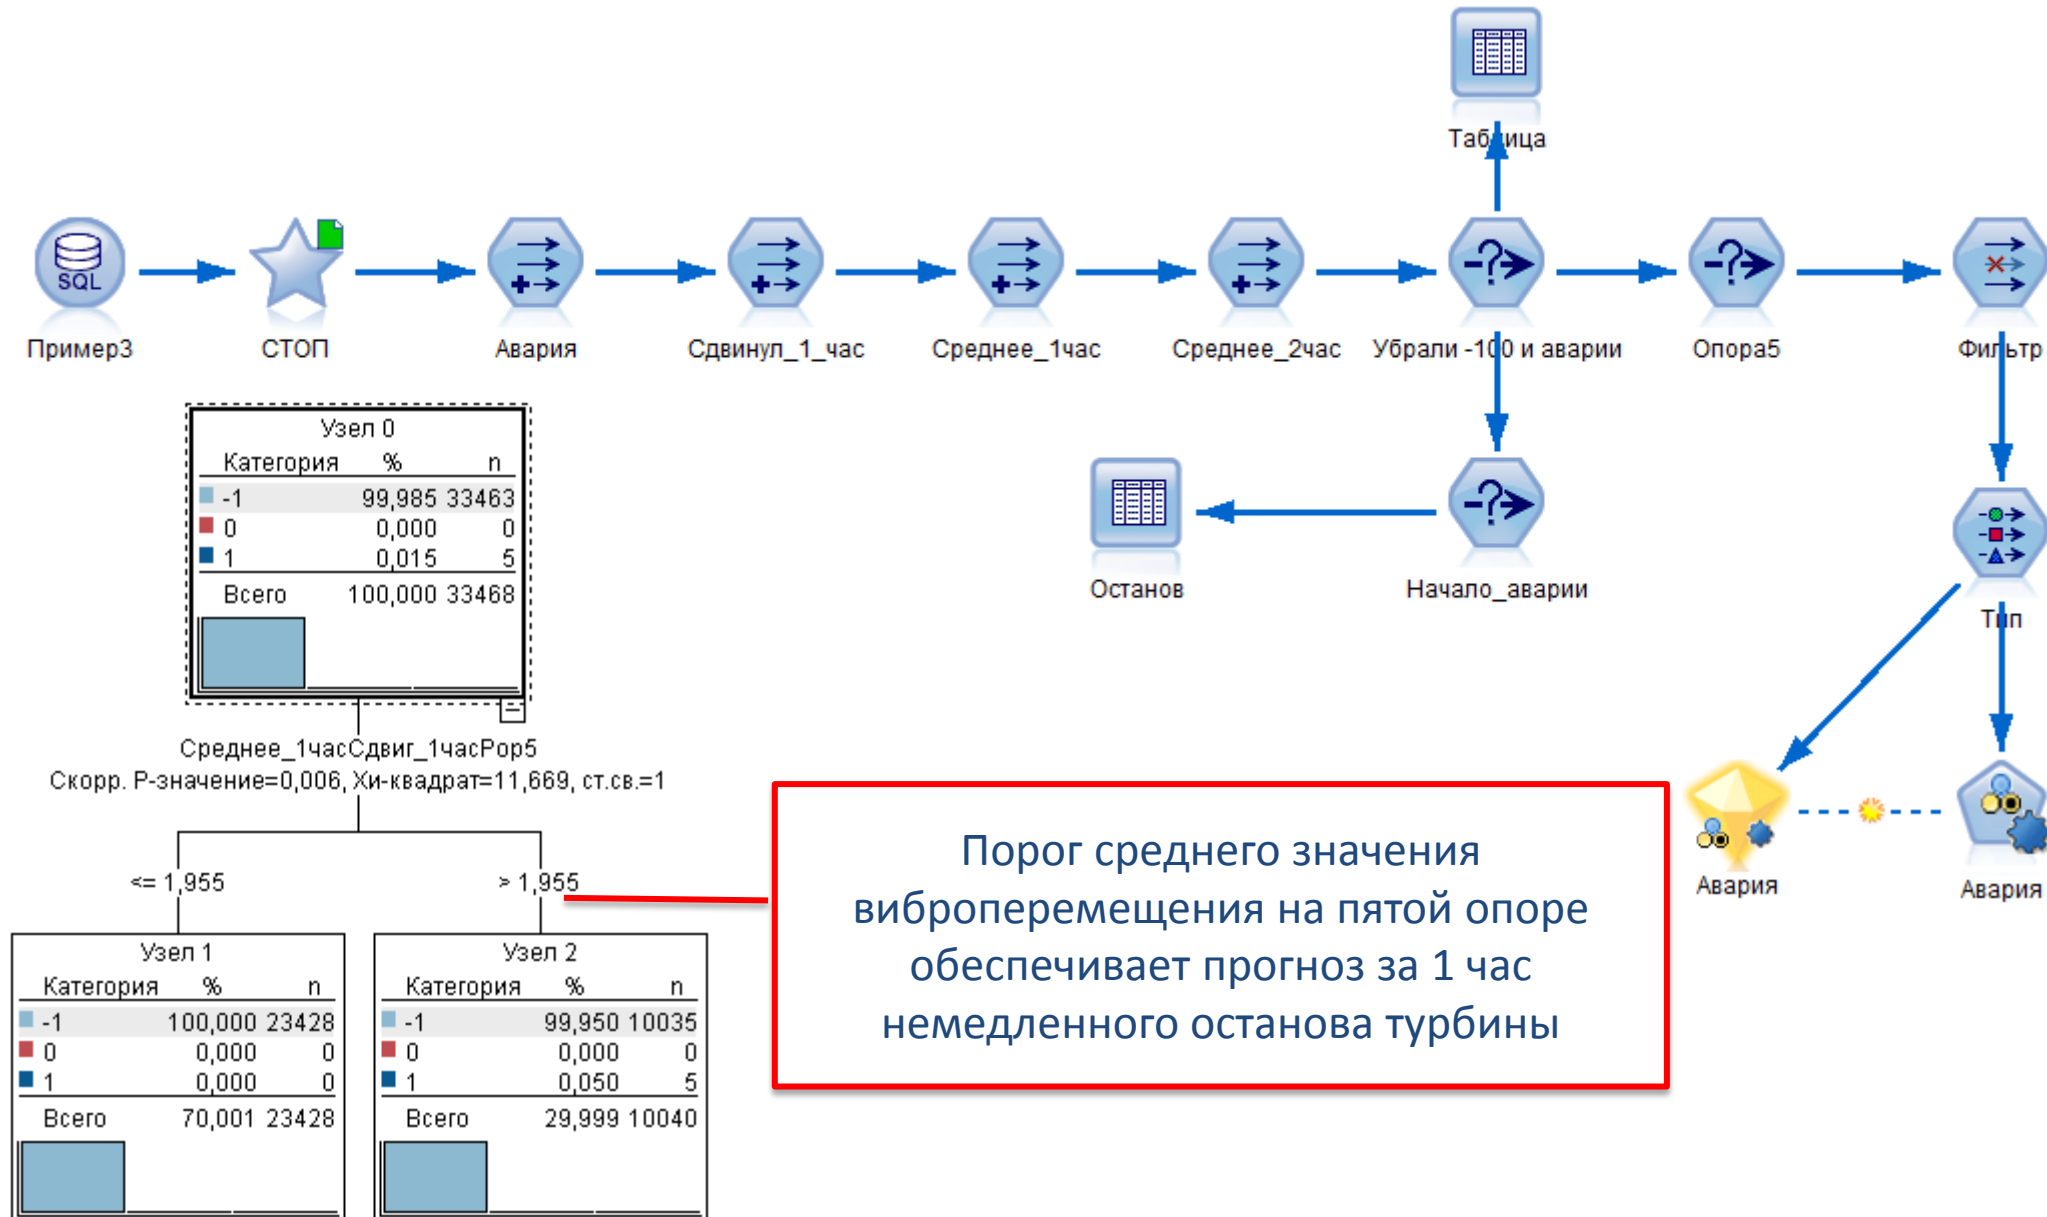 Таблица
SQL
Пример3
СТОП
Авария
Сдвинул_1_час
Среднее_1час
Среднее_2час
Убрали -100 и аварии
Опора5
Фильтр
Останов
Начало_аварии
Тип
Авария
Авария
Узел 0
Категория % n
-1 99,985 33463
0 0,000 0
1 0,015 5
Всего 100,000 33468
Среднее_1часСдвиг_1часPop5
Скорр. P-значение=0,006, Хи-квадрат=11,669, ст.св.=1
<= 1,955
> 1,955
Узел 1
Категория % n
-1 100,000 23428
0 0,000 0
1 0,000 0
Всего 70,001 23428
Узел 2
Категория % n
-1 99,950 10035
0 0,000 0
1 0,050 5
Всего 29,999 10040
Порог среднего значения
виброперемещения на пятой опоре
обеспечивает прогноз за 1 час
немедленного останова турбины